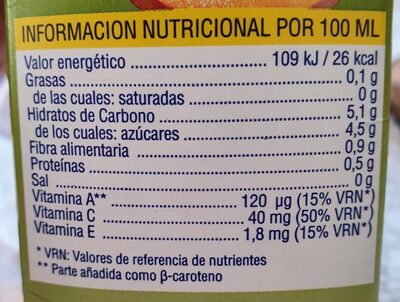 INFORMACION NUTRICIONAL POR 100 ML
Valor energético ........................ 109 kJ / 26 kcal
Grasas ................................................ 0,1 g
de las cuales: saturadas ........................ 0 g
Hidratos de Carbono ........................ 5,1 g
de los cuales: azúcares ........................ 4,5 g
Fibra alimentaria ........................ 0,9 g
Proteínas ........................ 0,5 g
Sal ................................................ 0 g
Vitamina A** ........................ 120 µg (15% VRN*)
Vitamina C ........................ 40 mg (50% VRN*)
Vitamina E ........................ 1,8 mg (15% VRN*)
* VRN: Valores de referencia de nutrientes
** Parte añadida como β-caroteno